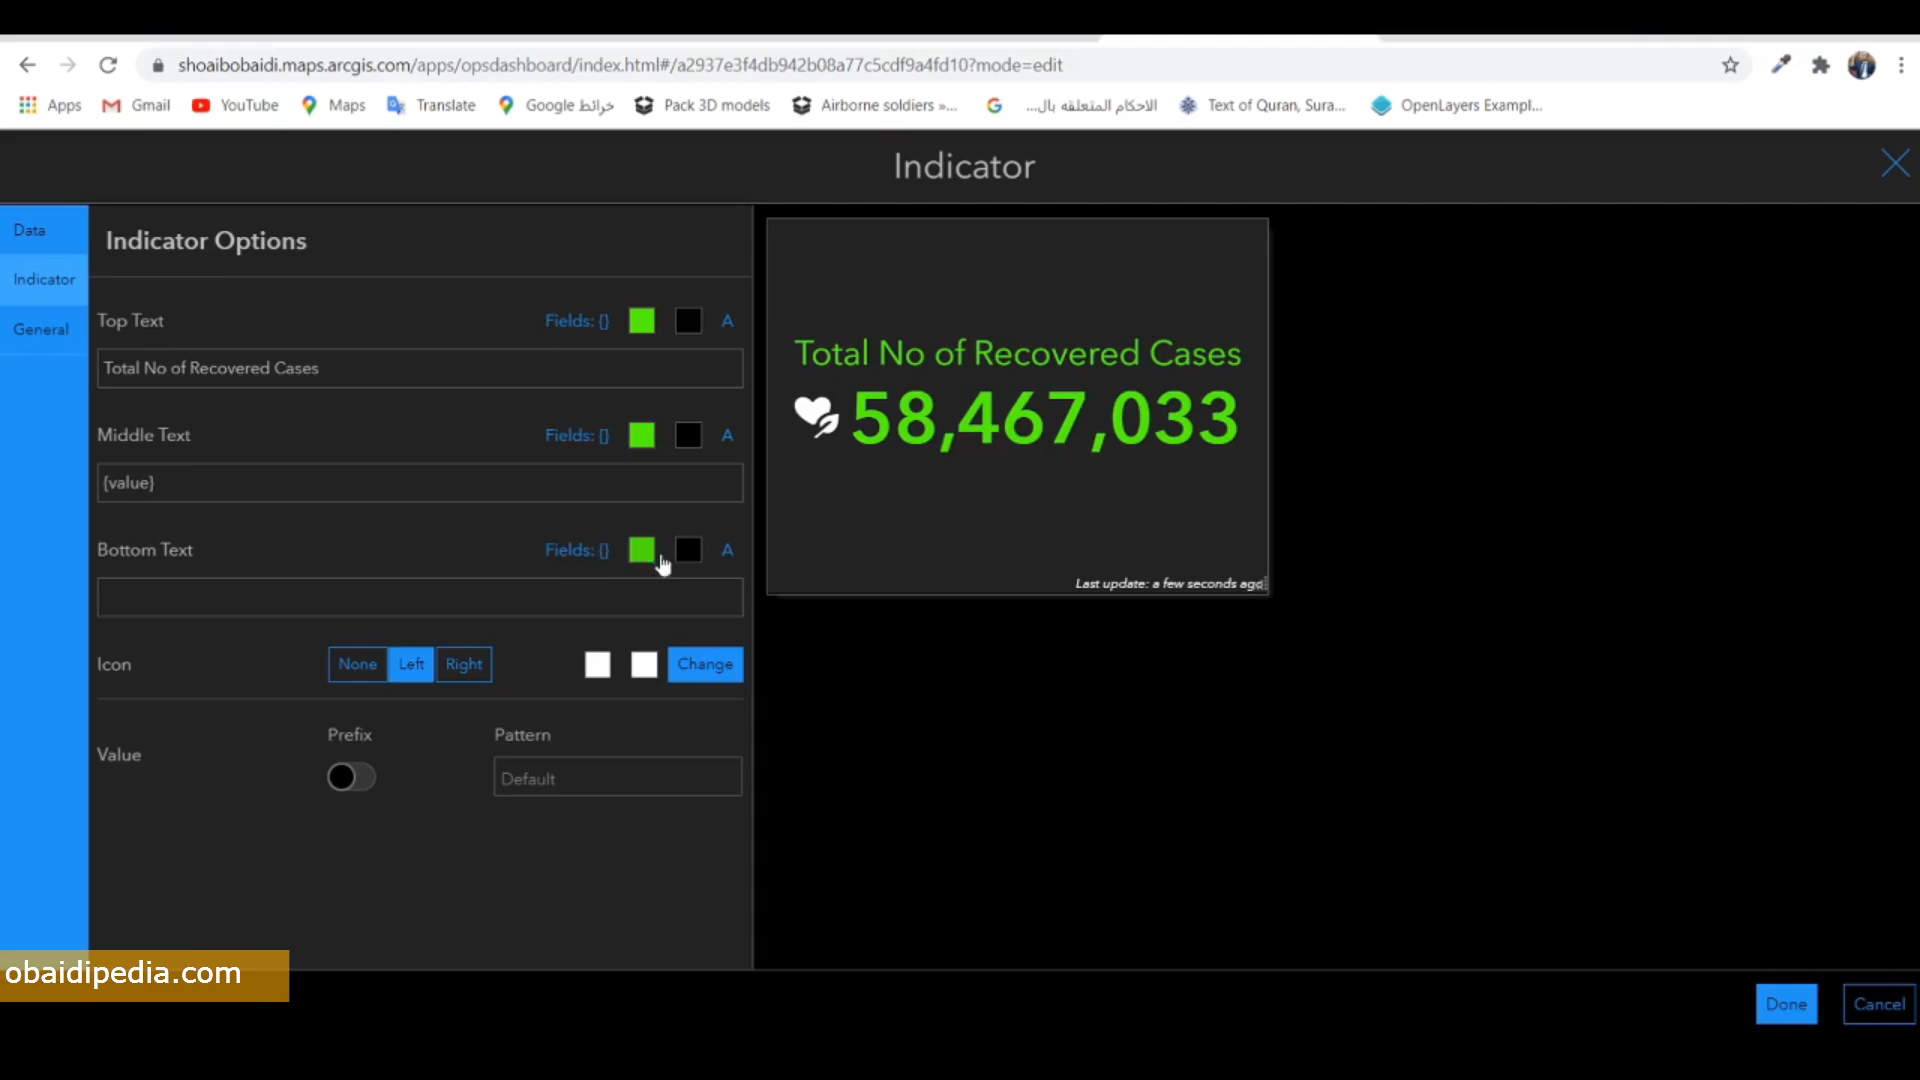 shoaibobaidi.maps.arcgis.com/apps/opsdashboard/index.html#/a2937e3f4db942b08a77c5cdf9a4fd10?mode=edit
Apps Gmail YouTube Maps Translate Google خرائط Pack 3D models Airborne soldiers »... الاحكام المتعلقه بال... Text of Quran, Sura... OpenLayers Exampl...
Indicator
Data
Indicator
General
Indicator Options
Top Text Fields: {} A
Total No of Recovered Cases
Middle Text Fields: {} A
{value}
Bottom Text Fields: {} A
Icon None Left Right Change
Prefix Pattern
Value
Default
Total No of Recovered Cases
58,467,033
Last update: a few seconds ago
obaidipedia.com
Done Cancel